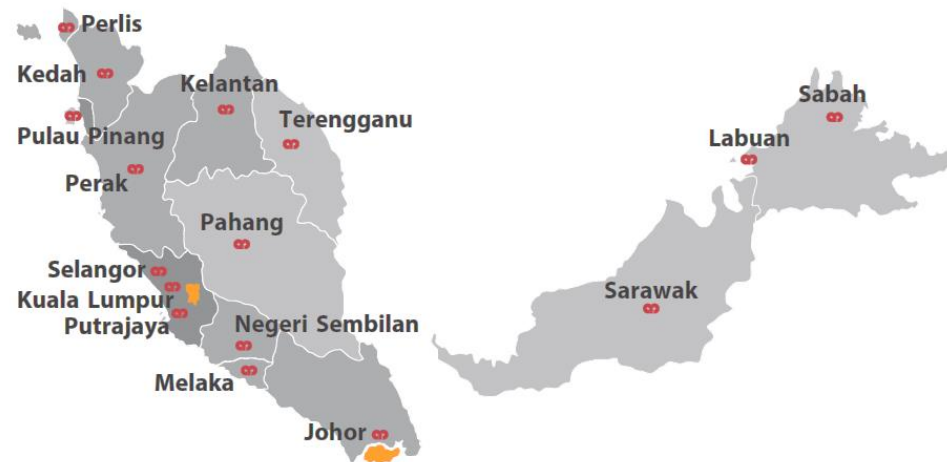 Perlis
Kedah
Kelantan
Sabah
Terengganu
Pulau Pinang
Labuan
Perak
Pahang
Selangor
Sarawak
Kuala Lumpur
Putrajaya
Negeri Sembilan
Melaka
Johor